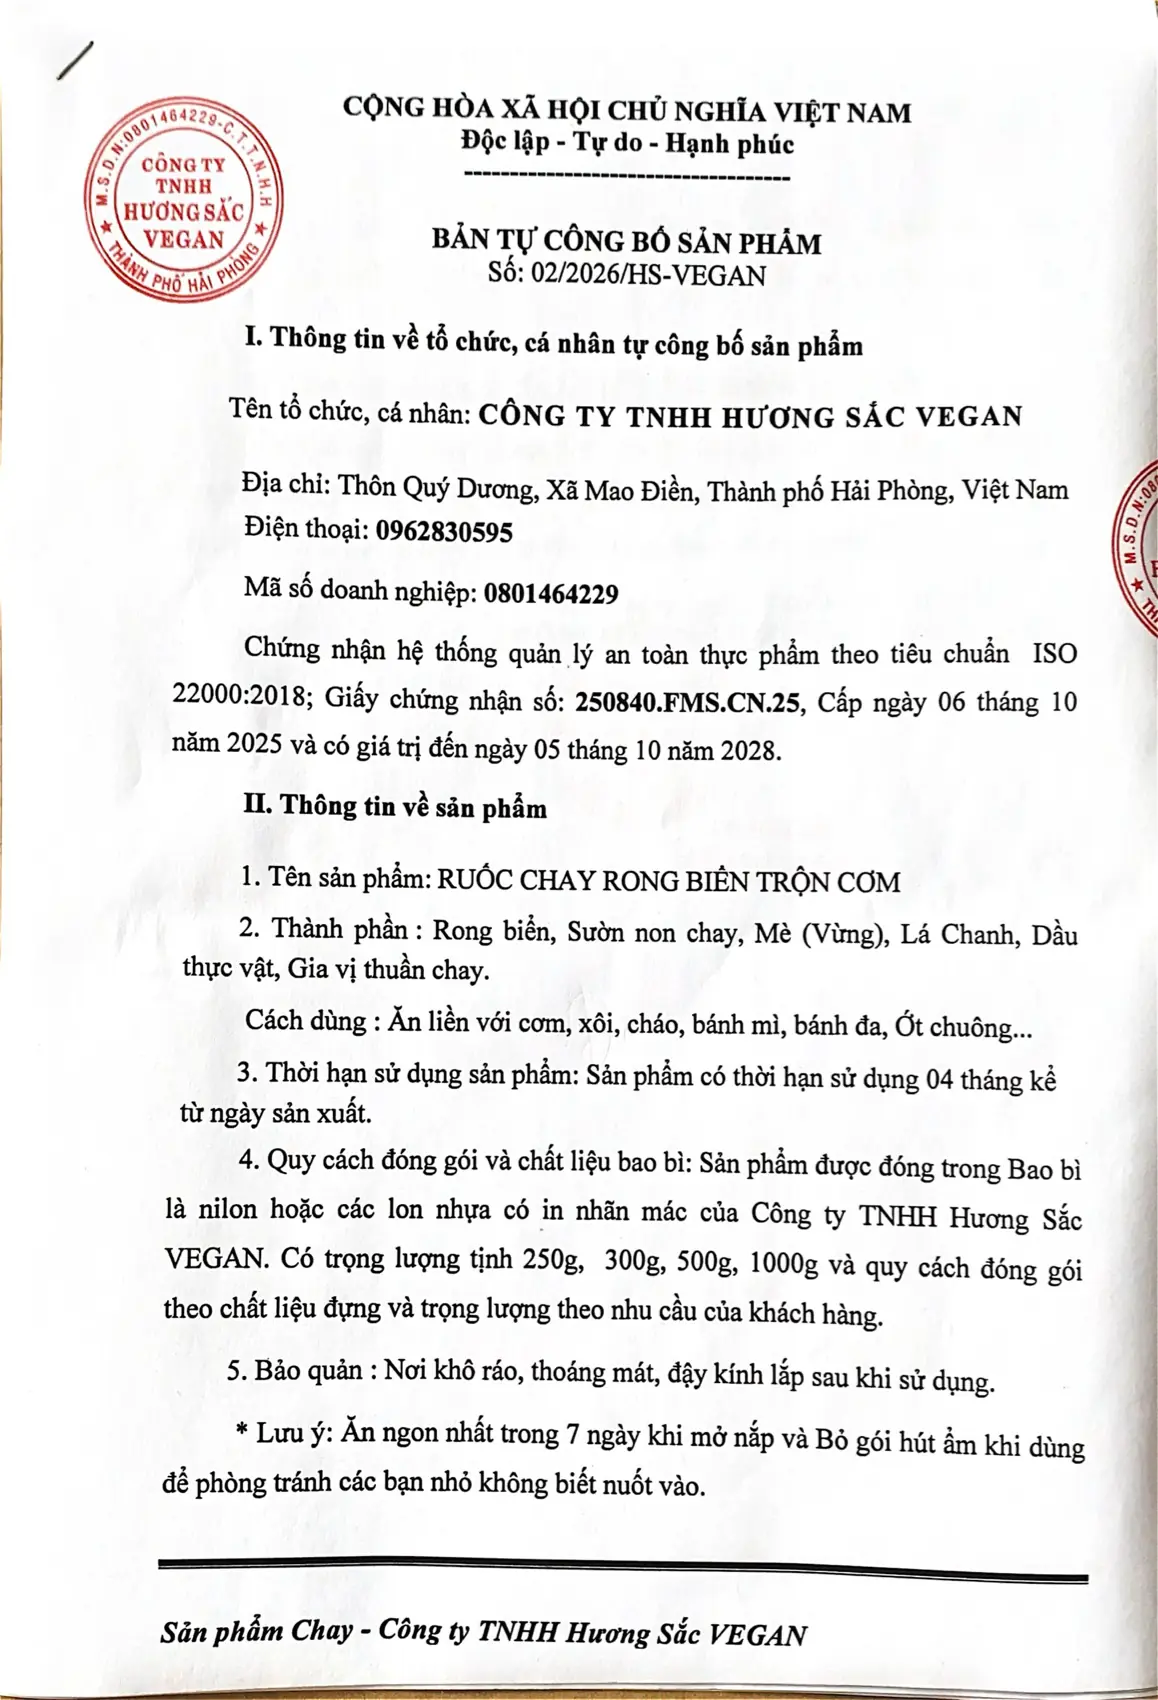 CỘNG HÒA XÃ HỘI CHỦ NGHĨA VIỆT NAM
Độc lập - Tự do - Hạnh phúc
M.S.D.N:0801464229-C.T.T.N.H.H
CÔNG TY
TNHH
HƯƠNG SẮC
VEGAN
★ THÀNH PHỐ HẢI PHÒNG ★
BẢN TỰ CÔNG BỐ SẢN PHẨM
Số: 02/2026/HS-VEGAN
I. Thông tin về tổ chức, cá nhân tự công bố sản phẩm
Tên tổ chức, cá nhân: CÔNG TY TNHH HƯƠNG SẮC VEGAN
Địa chỉ: Thôn Quý Dương, Xã Mao Điền, Thành phố Hải Phòng, Việt Nam
Điện thoại: 0962830595
M.S.D.N:080
Mã số doanh nghiệp: 0801464229
Chứng nhận hệ thống quản lý an toàn thực phẩm theo tiêu chuẩn ISO
22000:2018; Giấy chứng nhận số: 250840.FMS.CN.25, Cấp ngày 06 tháng 10
năm 2025 và có giá trị đến ngày 05 tháng 10 năm 2028.
II. Thông tin về sản phẩm
1. Tên sản phẩm: RUỐC CHAY RONG BIỂN TRỘN CƠM
2. Thành phần : Rong biển, Sườn non chay, Mè (Vừng), Lá Chanh, Dầu
thực vật, Gia vị thuần chay.
Cách dùng : Ăn liền với cơm, xôi, cháo, bánh mì, bánh đa, Ớt chuông...
3. Thời hạn sử dụng sản phẩm: Sản phẩm có thời hạn sử dụng 04 tháng kể
từ ngày sản xuất.
4. Quy cách đóng gói và chất liệu bao bì: Sản phẩm được đóng trong Bao bì
là nilon hoặc các lon nhựa có in nhãn mác của Công ty TNHH Hương Sắc
VEGAN. Có trọng lượng tịnh 250g, 300g, 500g, 1000g và quy cách đóng gói
theo chất liệu đựng và trọng lượng theo nhu cầu của khách hàng.
5. Bảo quản : Nơi khô ráo, thoáng mát, đậy kính lắp sau khi sử dụng.
* Lưu ý: Ăn ngon nhất trong 7 ngày khi mở nắp và Bỏ gói hút ẩm khi dùng
để phòng tránh các bạn nhỏ không biết nuốt vào.
Sản phẩm Chay - Công ty TNHH Hương Sắc VEGAN